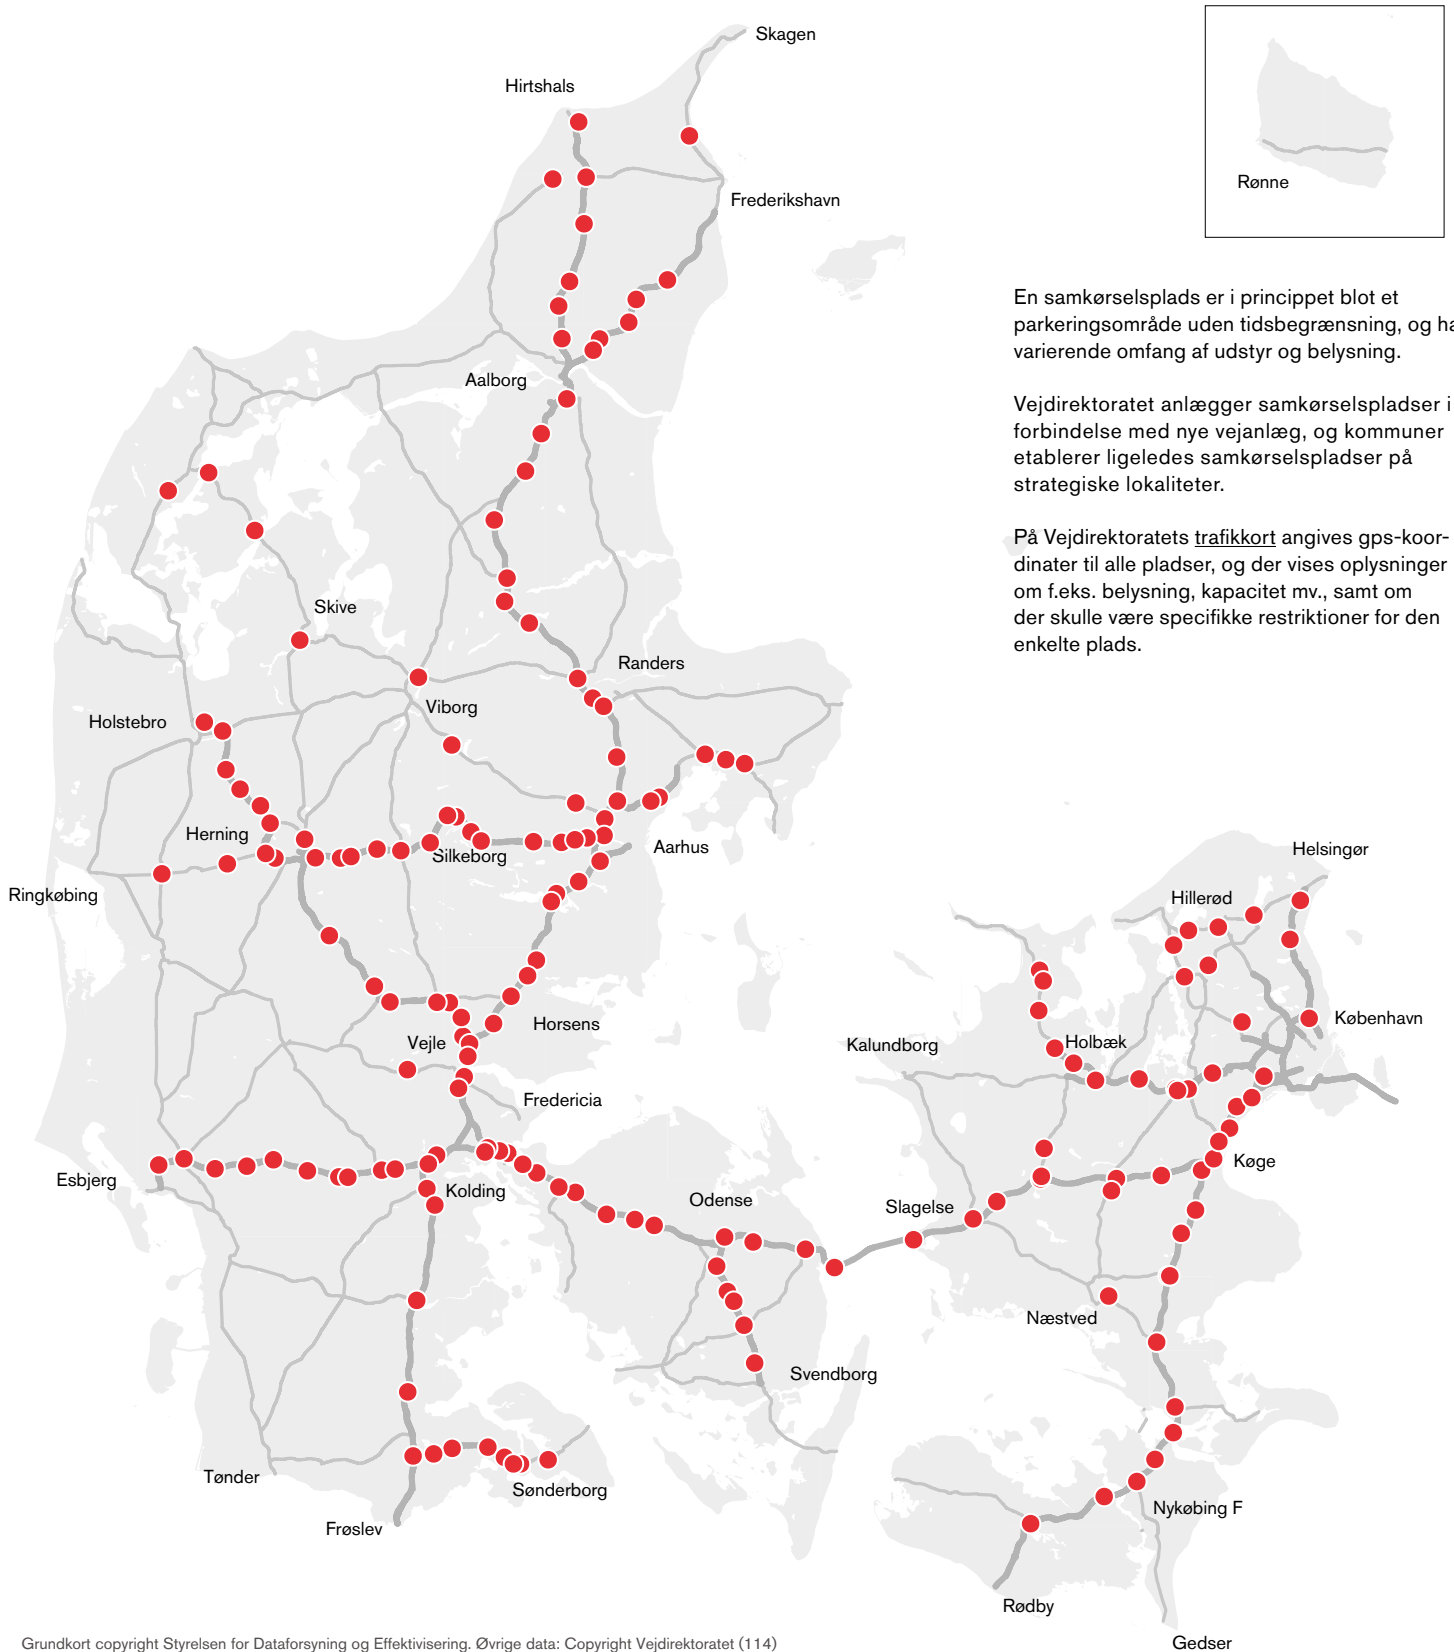 Skagen
Hirtshals
Frederikshavn
Rønne
En samkørselsplads er i princippet blot et
parkeringsområde uden tidsbegrænsning, og ha
varierende omfang af udstyr og belysning.
Vejdirektoratet anlægger samkørselspladser i
forbindelse med nye vejanlæg, og kommuner
etablerer ligeledes samkørselspladser på
strategiske lokaliteter.
På Vejdirektoratets trafikkort angives gps-koor-
dinater til alle pladser, og der vises oplysninger
om f.eks. belysning, kapacitet mv., samt om
der skulle være specifikke restriktioner for den
enkelte plads.
Aalborg
Skive
Randers
Viborg
Holstebro
Herning
Silkeborg
Aarhus
Ringkøbing
Helsingør
Hillerød
Horsens
Vejle
København
Holbæk
Kalundborg
Fredericia
Esbjerg
Kolding
Køge
Odense
Slagelse
Næstved
Svendborg
Tønder
Sønderborg
Frøslev
Nykøbing F
Rødby
Gedser
Grundkort copyright Styrelsen for Dataforsyning og Effektivisering. Øvrige data: Copyright Vejdirektoratet (114)